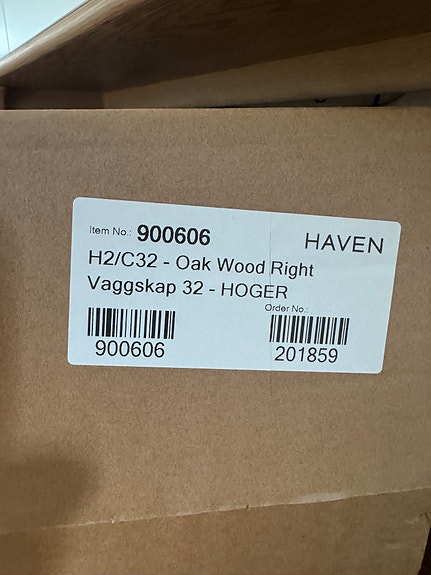 Item No.: 900606
HAVEN
H2/C32 - Oak Wood Right
Vaggskap 32 - HOGER
Order No.:
900606
201859